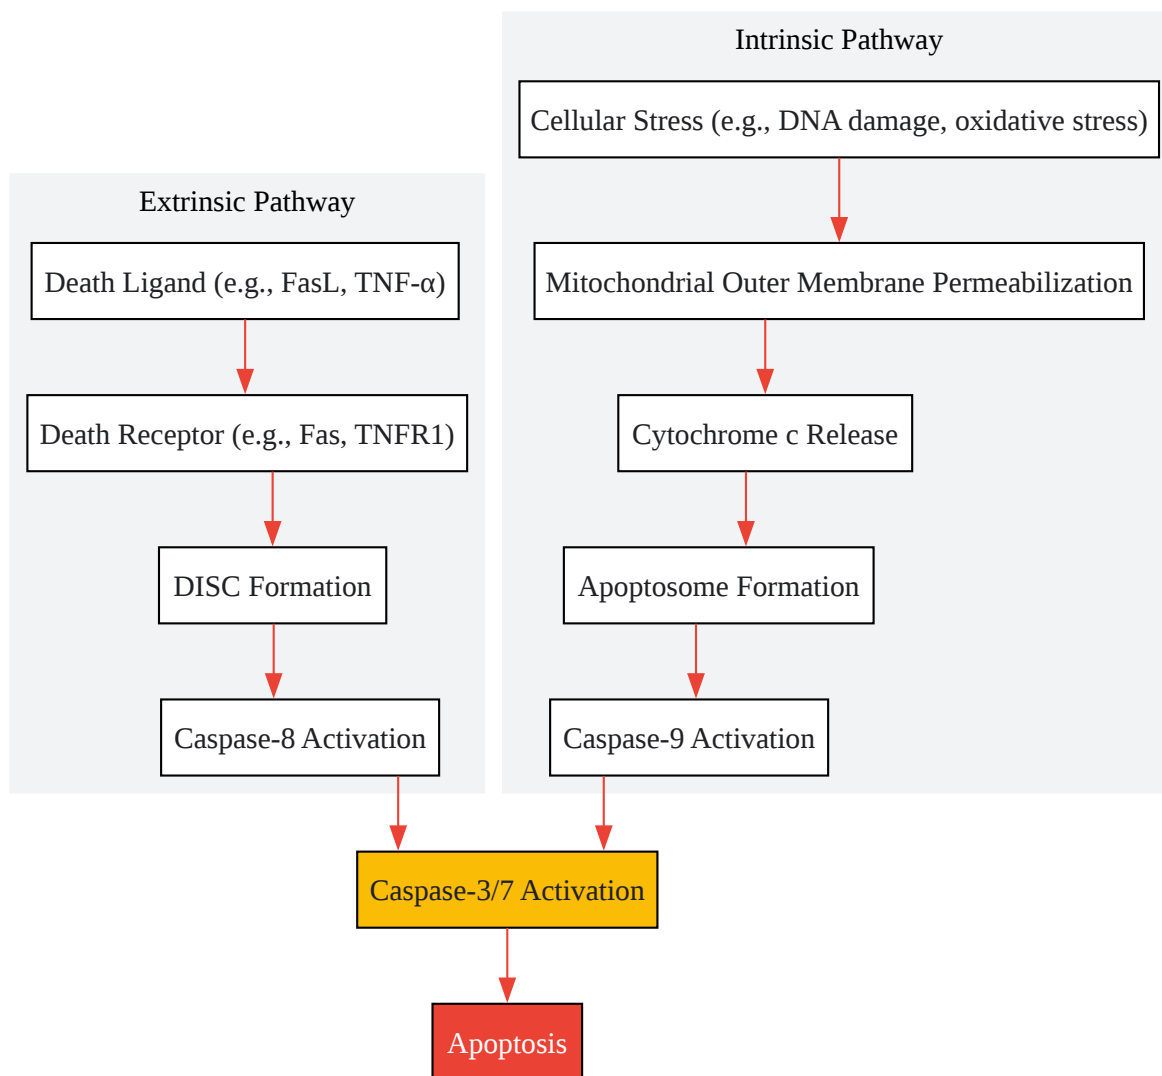 Intrinsic Pathway
Cellular Stress (e.g., DNA damage, oxidative stress)
Mitochondrial Outer Membrane Permeabilization
Cytochrome c Release
Apoptosome Formation
Caspase-9 Activation
Extrinsic Pathway
Death Ligand (e.g., FasL, TNF-α)
Death Receptor (e.g., Fas, TNFR1)
DISC Formation
Caspase-8 Activation
Caspase-3/7 Activation
Apoptosis